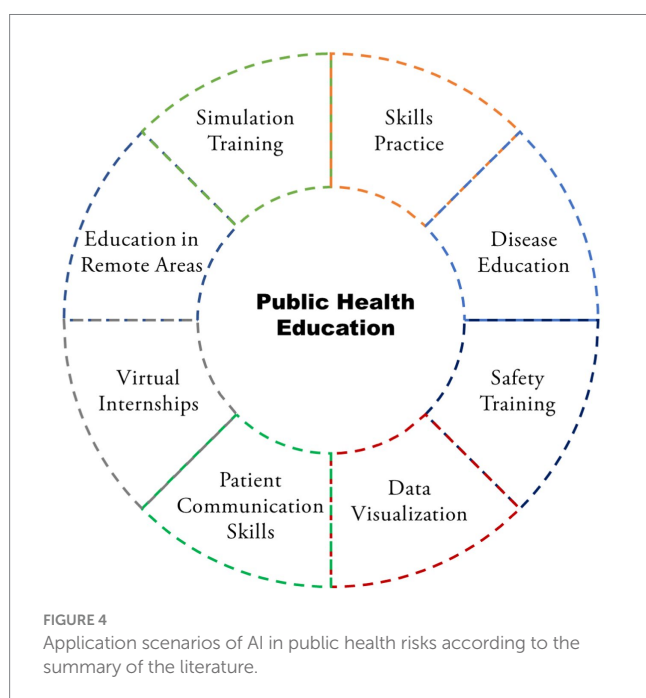 Simulation
Training
Skills
Practice
Disease
Education
Safety
Training
Data
Visualization
Patient
Communication
Skills
Virtual
Internships
Education in
Remote Areas
Public Health
Education
FIGURE 4
Application scenarios of AI in public health risks according to the
summary of the literature.